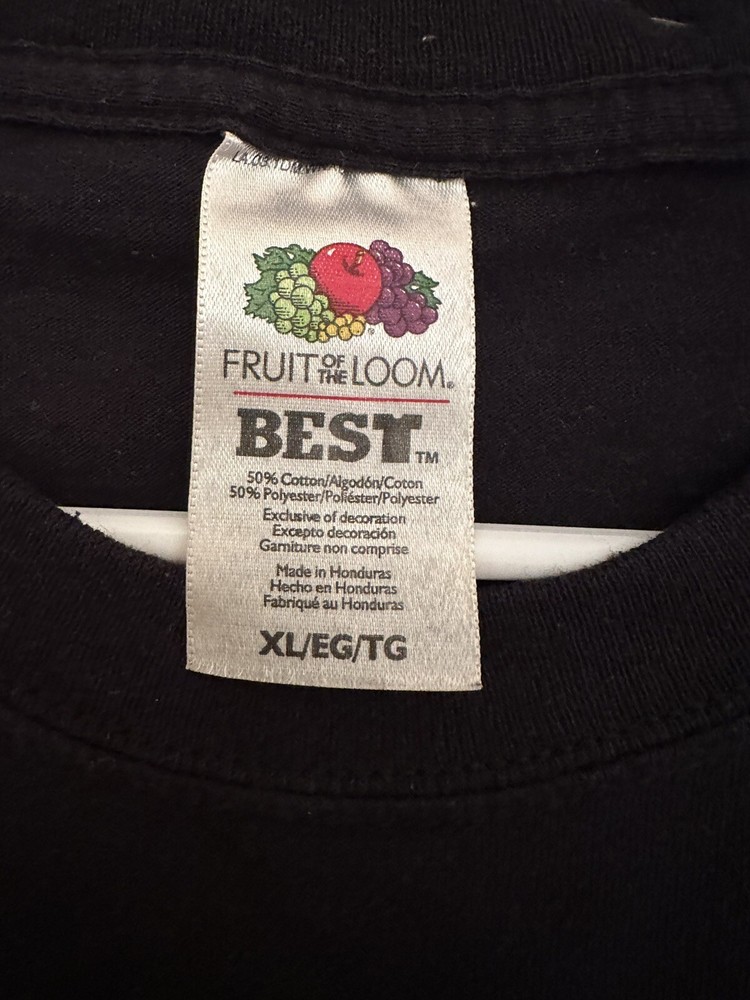 FRUIT OF THE LOOM®
BEST™
50% Cotton/Algodón/Coton
50% Polyester/Poliéster/Polyester
Exclusive of decoration
Excepto decoración
Garniture non comprise
Made in Honduras
Hecho en Honduras
Fabriqué au Honduras
XL/EG/TG